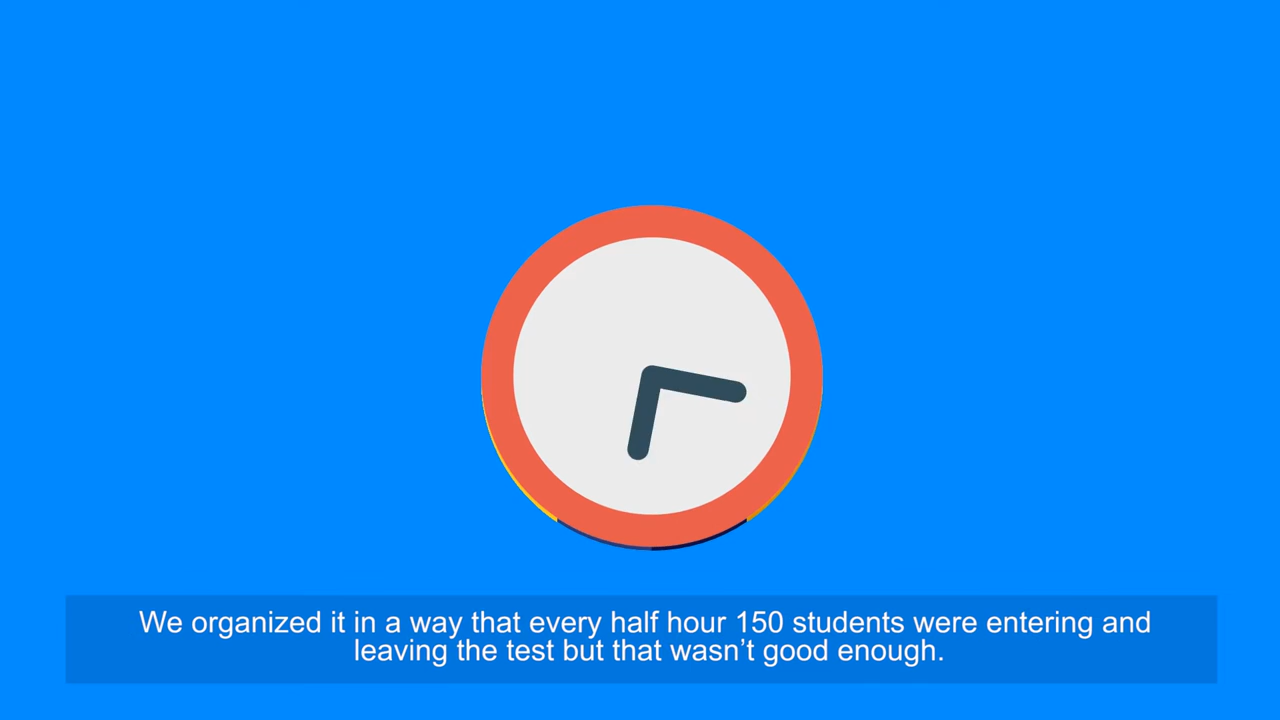 We organized it in a way that every half hour 150 students were entering and
leaving the test but that wasn’t good enough.